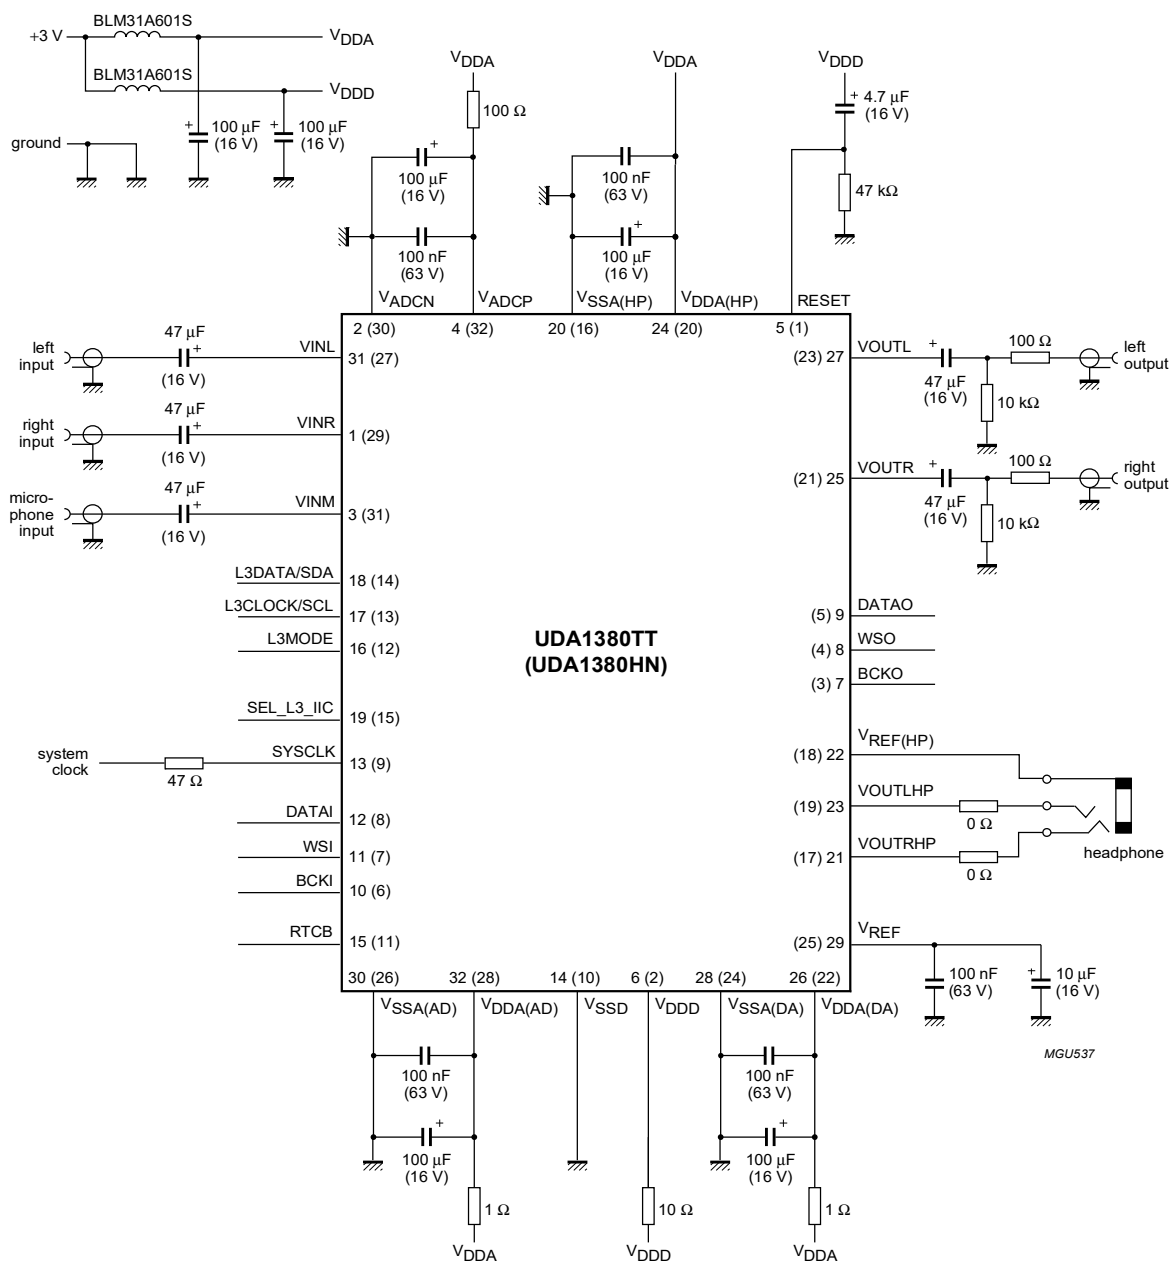 BLM31A601S
+3 V
VDDA
BLM31A601S
VDDD
+
100 µF
(16 V)
+
100 µF
(16 V)
ground
VDDA
100 Ω
+
100 µF
(16 V)
100 nF
(63 V)
VDDA
100 nF
(63 V)
+
100 µF
(16 V)
VDDD
+
4.7 µF
(16 V)
47 kΩ
VADCN
VADCP
VSSA(HP)
VDDA(HP)
RESET
2 (30)
4 (32)
20 (16)
24 (20)
5 (1)
left
input
47 µF
+
(16 V)
VINL
31 (27)
right
input
47 µF
+
(16 V)
VINR
1 (29)
micro-
phone
input
47 µF
+
(16 V)
VINM
3 (31)
L3DATA/SDA
18 (14)
L3CLOCK/SCL
17 (13)
L3MODE
16 (12)
SEL_L3_IIC
19 (15)
system
clock
47 Ω
SYSCLK
13 (9)
DATAI
12 (8)
WSI
11 (7)
BCKI
10 (6)
RTCB
15 (11)
UDA1380TT
(UDA1380HN)
(23) 27
VOUTL
+
47 µF
(16 V)
100 Ω
10 kΩ
left
output
(21) 25
VOUTR
+
47 µF
(16 V)
100 Ω
10 kΩ
right
output
(5) 9
DATAO
(4) 8
WSO
(3) 7
BCKO
(18) 22
VREF(HP)
(19) 23
VOUTLHP
0 Ω
(17) 21
VOUTRHP
0 Ω
headphone
(25) 29
VREF
100 nF
(63 V)
+
10 µF
(16 V)
30 (26)
32 (28)
14 (10)
6 (2)
28 (24)
26 (22)
VSSA(AD)
VDDA(AD)
VSSD
VDDD
VSSA(DA)
VDDA(DA)
100 nF
(63 V)
+
100 µF
(16 V)
1 Ω
VDDA
10 Ω
VDDD
100 nF
(63 V)
+
100 µF
(16 V)
1 Ω
VDDA
MGU537